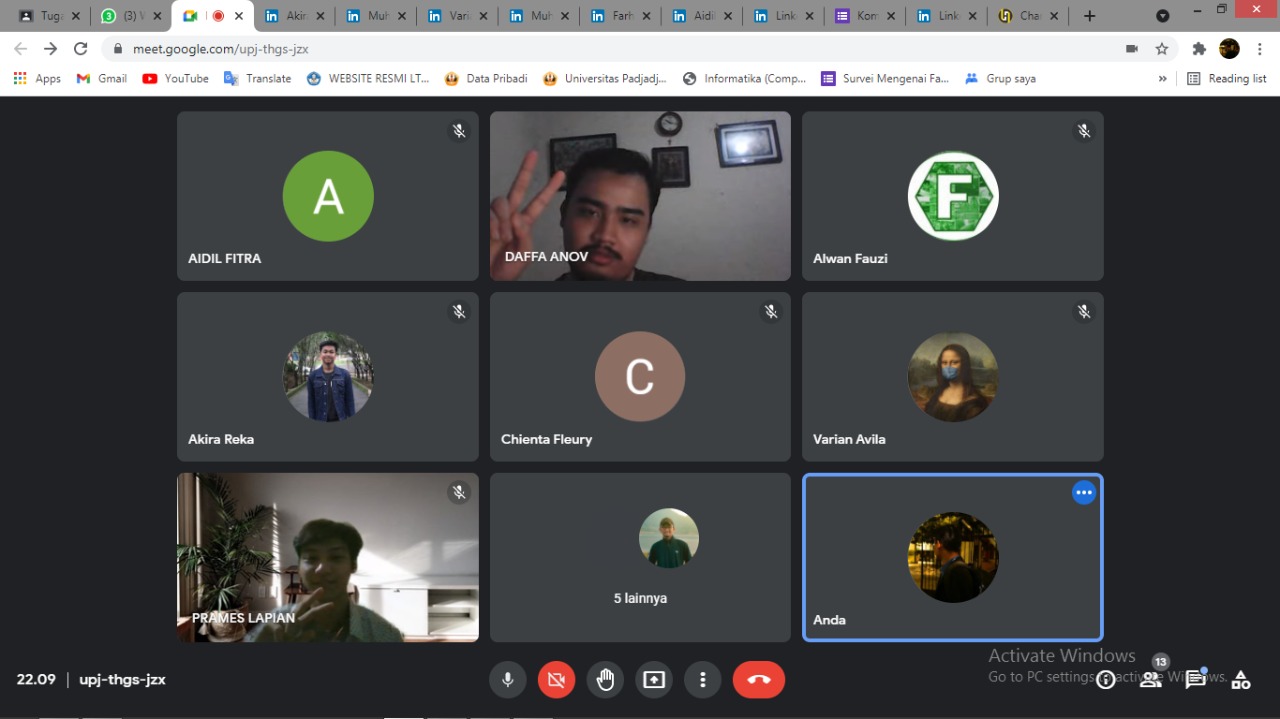 Tuga
(3) W
Akir
Muh
Vari
Muh
Farh
Aidi
Link
Kom
Link
Cha
meet.google.com/upj-thgs-jzx
Apps
Gmail
YouTube
Translate
WEBSITE RESMI LT...
Data Pribadi
Universitas Padjadj...
Informatika (Comp...
Survei Mengenai Fa...
Grup saya
»
Reading list
A
AIDIL FITRA
DAFFA ANOV
F
Alwan Fauzi
Akira Reka
C
Chienta Fleury
Varian Avila
PRAMES LAPIAN
5 lainnya
Anda
Activate Windows
Go to PC settings to activate Windows.
13
22.09 | upj-thgs-jzx